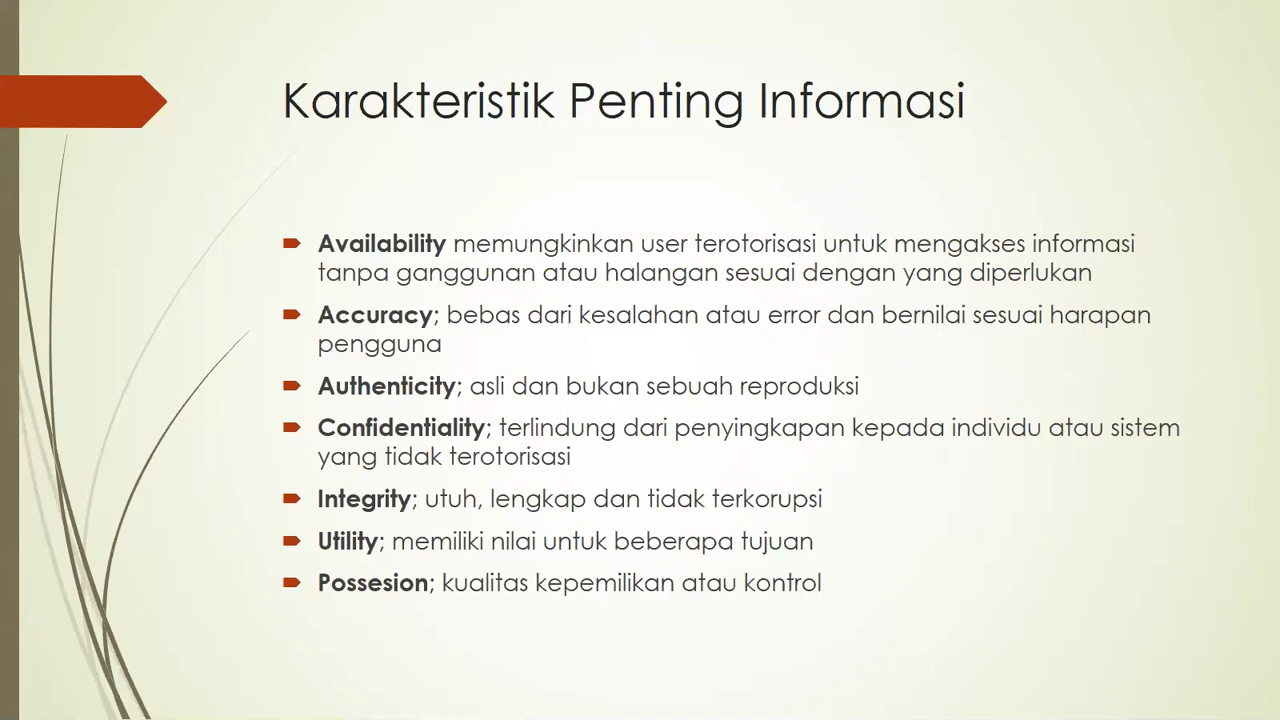 Karakteristik Penting Informasi
Availability memungkinkan user terotorisasi untuk mengakses informasi
tanpa ganggunan atau halangan sesuai dengan yang diperlukan
Accuracy; bebas dari kesalahan atau error dan bernilai sesuai harapan
pengguna
Authenticity; asli dan bukan sebuah reproduksi
Confidentiality; terlindung dari penyingkapan kepada individu atau sistem
yang tidak terotorisasi
Integrity; utuh, lengkap dan tidak terkorupsi
Utility; memiliki nilai untuk beberapa tujuan
Possesion; kualitas kepemilikan atau kontrol